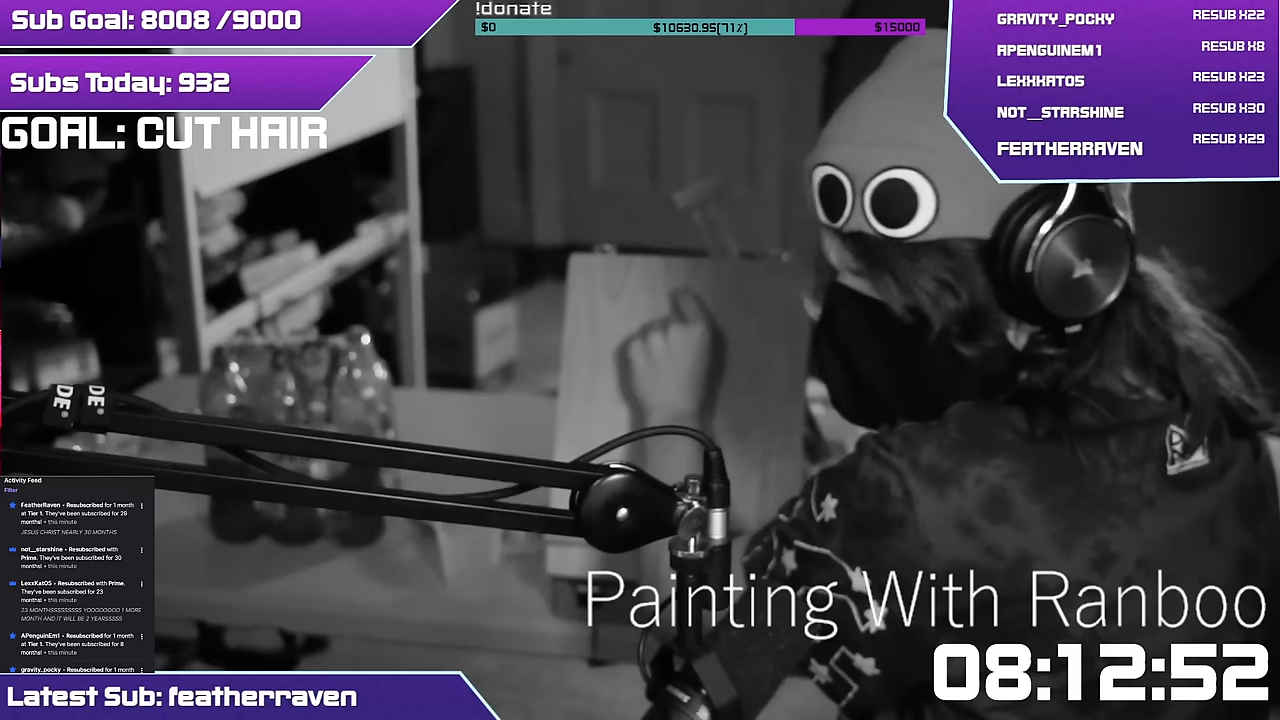 Sub Goal: 8008 /9000
Subs Today: 932
GOAL: CUT HAIR
!donate
$0 $10630.95(71%) $15000
GRAVITY_POCKY RESUB X22
APENGUINEM1 RESUB X8
LEXXKAT05 RESUB X23
NOT__STARSHINE RESUB X30
FEATHERRAVEN RESUB X29
DE®
DE®
Activity Feed
Filter
FeatherRaven • Resubscribed for 1 month
at Tier 1. They've been subscribed for 29
months! • this minute
JESUS CHRIST NEARLY 30 MONTHS
not__starshine • Resubscribed with
Prime. They've been subscribed for 30
months! • this minute
LexxKat05 • Resubscribed with Prime.
They've been subscribed for 23
months! • this minute
23 MONTHSSSSSSSSS YOOOOOOOO 1 MORE
MONTH AND IT WILL BE 2 YEARSSSSS
APenguinEm1 • Resubscribed for 1 month
at Tier 1. They've been subscribed for 8
months! • this minute
gravity_pocky • Resubscribed for 1 month
Painting With Ranboo
08:12:52
Latest Sub: featherraven